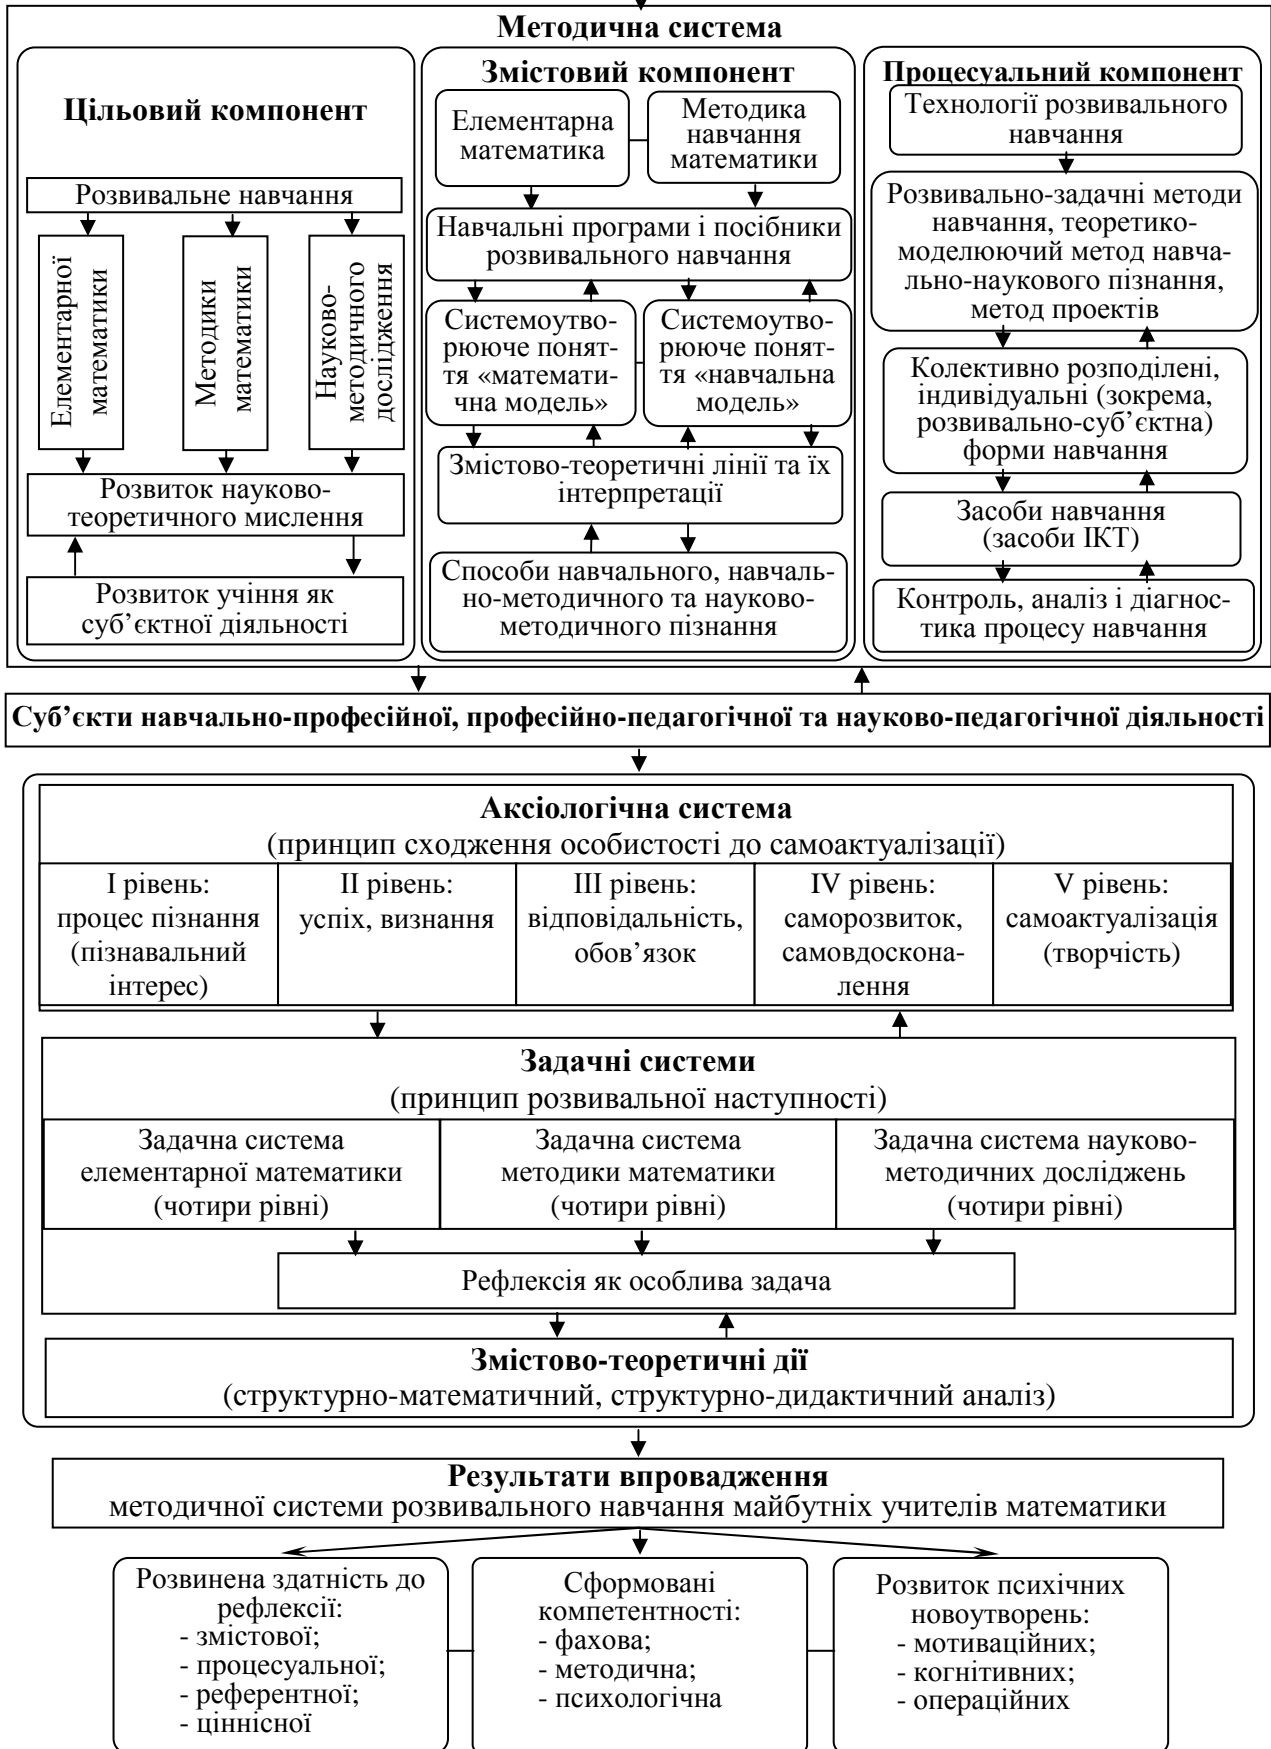 Методична система
Цільовий компонент
Розвивальне навчання
Елементарної
математики
Методики
математики
Науково-
методичного
дослідження
Розвиток науково-
теоретичного мислення
Розвиток учіння як
суб’єктної діяльності
Змістовий компонент
Елементарна
математика
Методика
навчання
математики
Навчальні програми і посібники
розвивального навчання
Системоутво-
рююче понят-
тя «математи-
чна модель»
Системоутво-
рююче понят-
тя «навчальна
модель»
Змістово-теоретичні лінії та їх
інтерпретації
Способи навчального, навчаль-
но-методичного та науково-
методичного пізнання
Процесуальний компонент
Технології розвивального
навчання
Розвивально-задачні методи
навчання, теоретико-
моделюючий метод навча-
льно-наукового пізнання,
метод проектів
Колективно розподілені,
індивідуальні (зокрема,
розвивально-суб’єктна)
форми навчання
Засоби навчання
(засоби ІКТ)
Контроль, аналіз і діагнос-
тика процесу навчання
Суб’єкти навчально-професійної, професійно-педагогічної та науково-педагогічної діяльності
Аксіологічна система
(принцип сходження особистості до самоактуалізації)
І рівень:
процес пізнання
(пізнавальний
інтерес)
ІІ рівень:
успіх, визнання
ІІІ рівень:
відповідальність,
обов’язок
IV рівень:
саморозвиток,
самовдоскона-
лення
V рівень:
самоактуалізація
(творчість)
Задачні системи
(принцип розвивальної наступності)
Задачна система
елементарної математики
(чотири рівні)
Задачна система
методики математики
(чотири рівні)
Задачна система науково-
методичних досліджень
(чотири рівні)
Рефлексія як особлива задача
Змістово-теоретичні дії
(структурно-математичний, структурно-дидактичний аналіз)
Результати впровадження
методичної системи розвивального навчання майбутніх учителів математики
Розвинена здатність до
рефлексії:
- змістової;
- процесуальної;
- референтної;
- ціннісної
Сформовані
компетентності:
- фахова;
- методична;
- психологічна
Розвиток психічних
новоутворень:
- мотиваційних;
- когнітивних;
- операційних